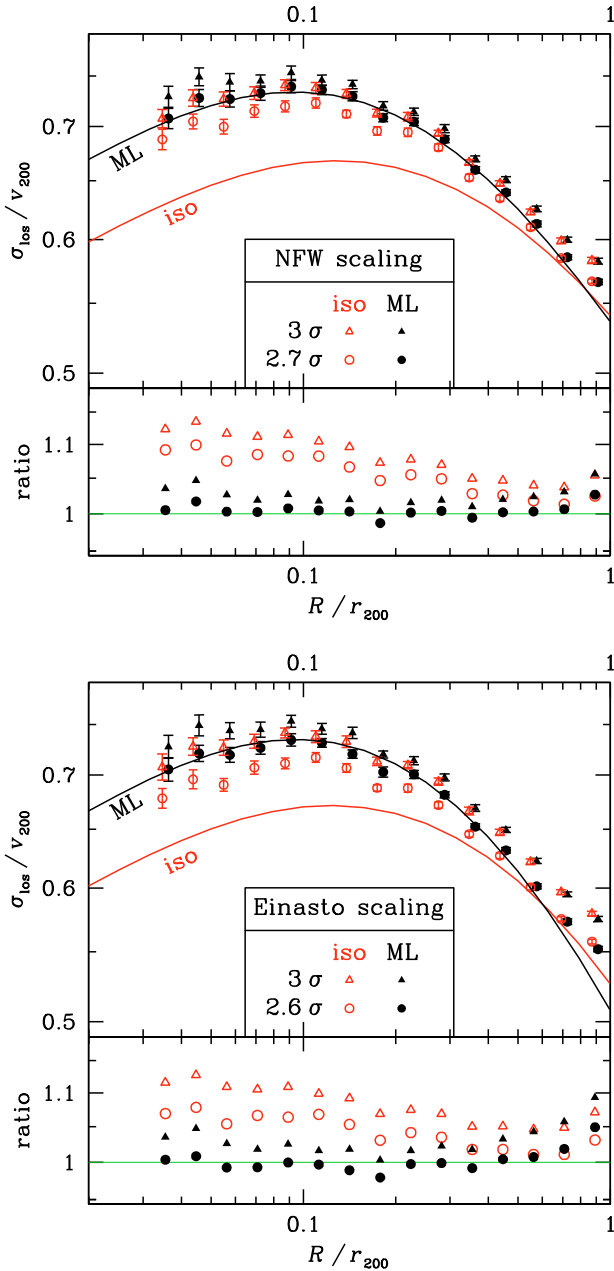 0.1 1
0.7
0.6
0.5
σlos / v200
ML
iso
NFW scaling
iso ML
3 σ
2.7 σ
1.1
1
ratio
0.1 1
R / r200
0.1 1
0.7
0.6
0.5
σlos / v200
ML
iso
Einasto scaling
iso ML
3 σ
2.6 σ
1.1
1
ratio
0.1 1
R / r200